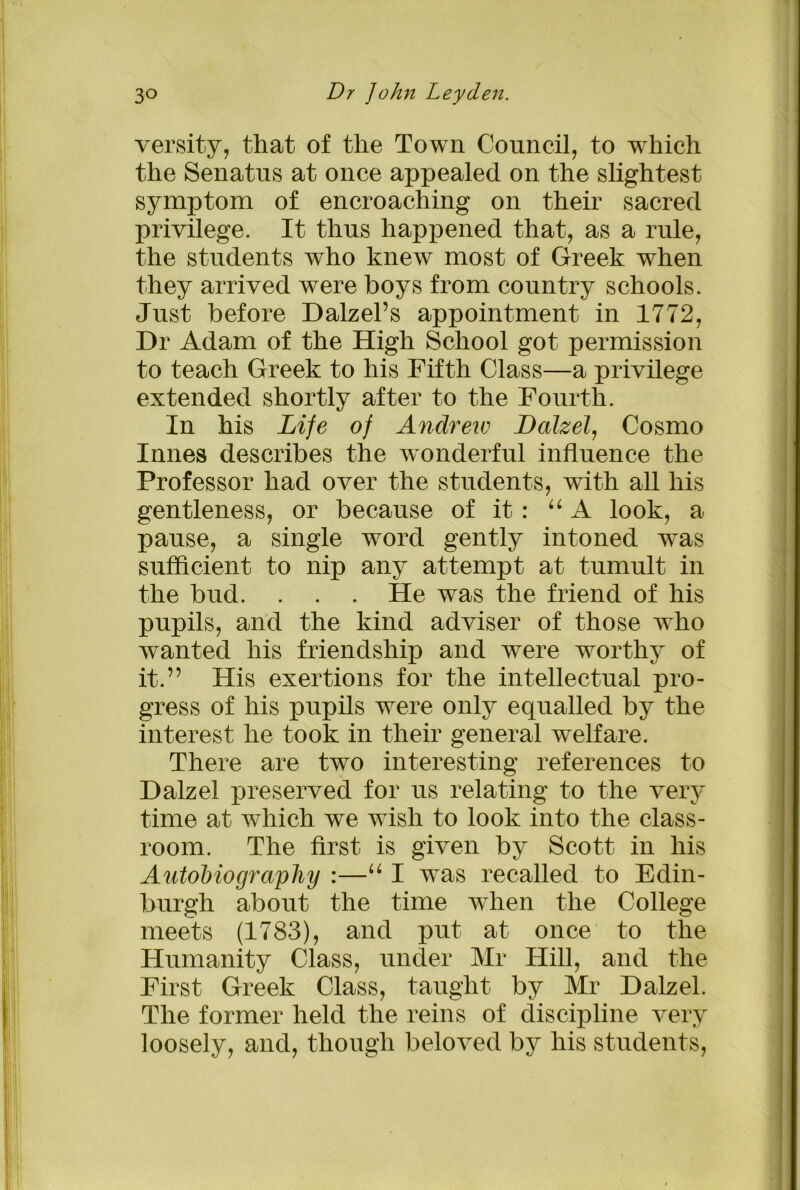 30 Dr John Leyden.
versity, that of the Town Council, to which
the Senatus at once appealed on the slightest
symptom of encroaching on their sacred
privilege. It thus happened that, as a rule,
the students who knew most of Greek when
they arrived were boys from country schools.
Just before Dalzel’s appointment in 1772,
Dr Adam of the High School got permission
to teach Greek to his Fifth Class—a privilege
extended shortly after to the Fourth.
In his Life of Andrew Dalzel, Cosmo
Innes describes the wonderful influence the
Professor had over the students, with all his
gentleness, or because of it : “ A look, a
pause, a single word gently intoned was
sufficient to nip any attempt at tumult in
the bud. . . . He was the friend of his
pupils, and the kind adviser of those who
wanted his friendship and were worthy of
it.” His exertions for the intellectual pro-
gress of his pupils were only equalled by the
interest he took in their general welfare.
There are two interesting references to
Dalzel preserved for us relating to the very
time at which we wish to look into the class-
room. The first is given by Scott in his
Autobiography :—“ I was recalled to Edin-
burgh about the time when the College
meets (1783), and put at once to the
Humanity Class, under Mr Hill, and the
First Greek Class, taught by Mr Dalzel.
The former held the reins of discipline very
loosely, and, though beloved by his students,